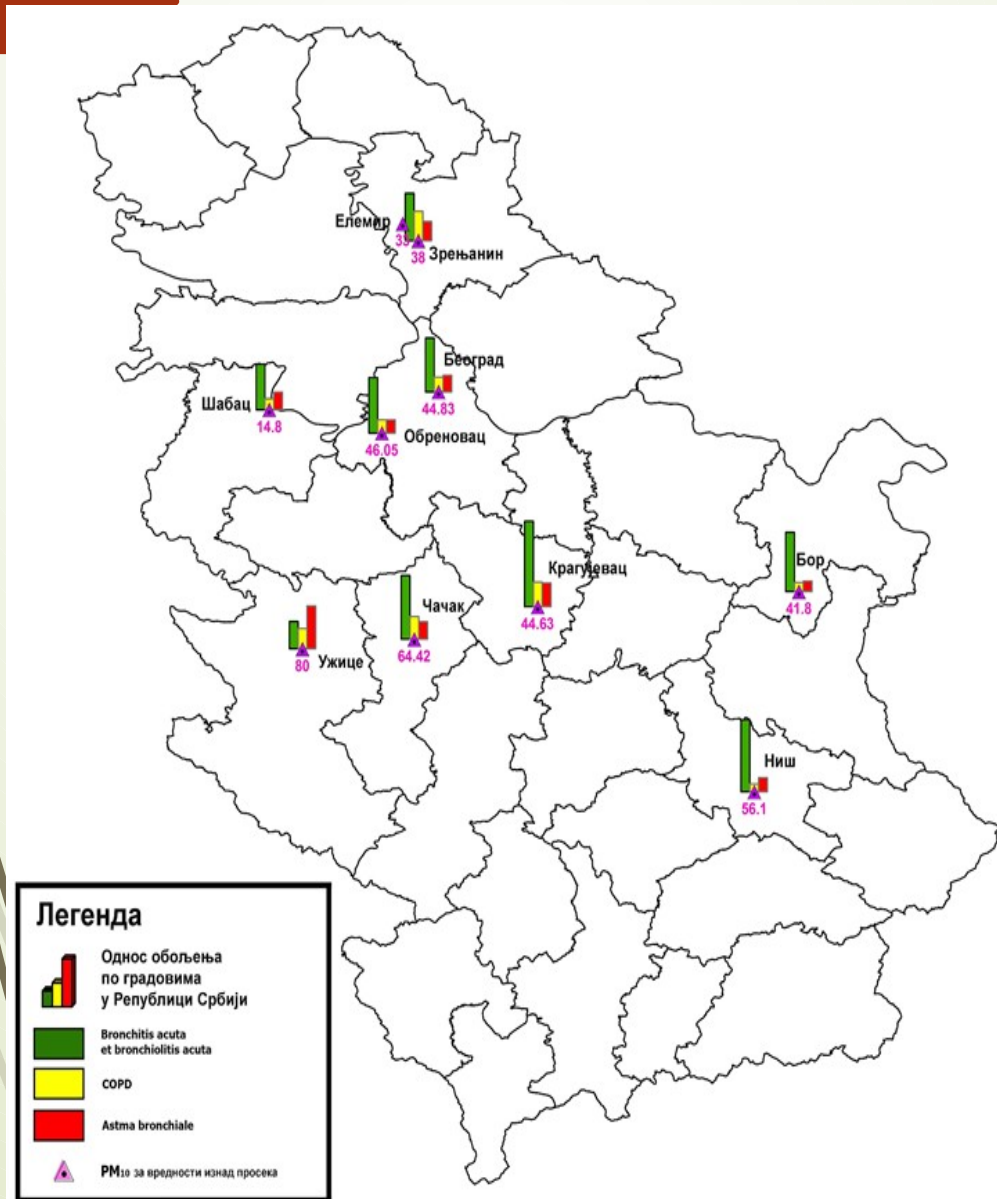 Елемир
38
Зрењанин
Београд
44.83
Шабац
14.8
Обреновац
46.05
Крагујевац
44.63
Бор
41.8
Чачак
64.42
Ужице
80
Ниш
56.1
Легенда
Однос обољења
по градовима
у Републици Србији
Bronchitis acuta
et bronchiolitis acuta
COPD
Astma bronchiale
PM10 за вредности изнад просека